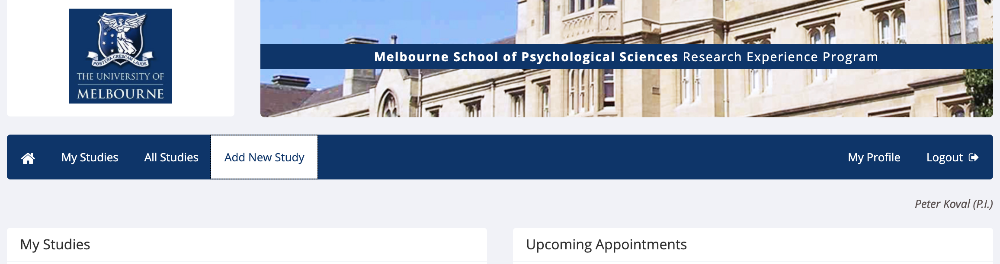 POSTERA CRESCAM LAUDE
THE UNIVERSITY OF
MELBOURNE
Melbourne School of Psychological Sciences Research Experience Program
My Studies
All Studies
Add New Study
My Profile
Logout
Peter Koval (P.I.)
My Studies
Upcoming Appointments